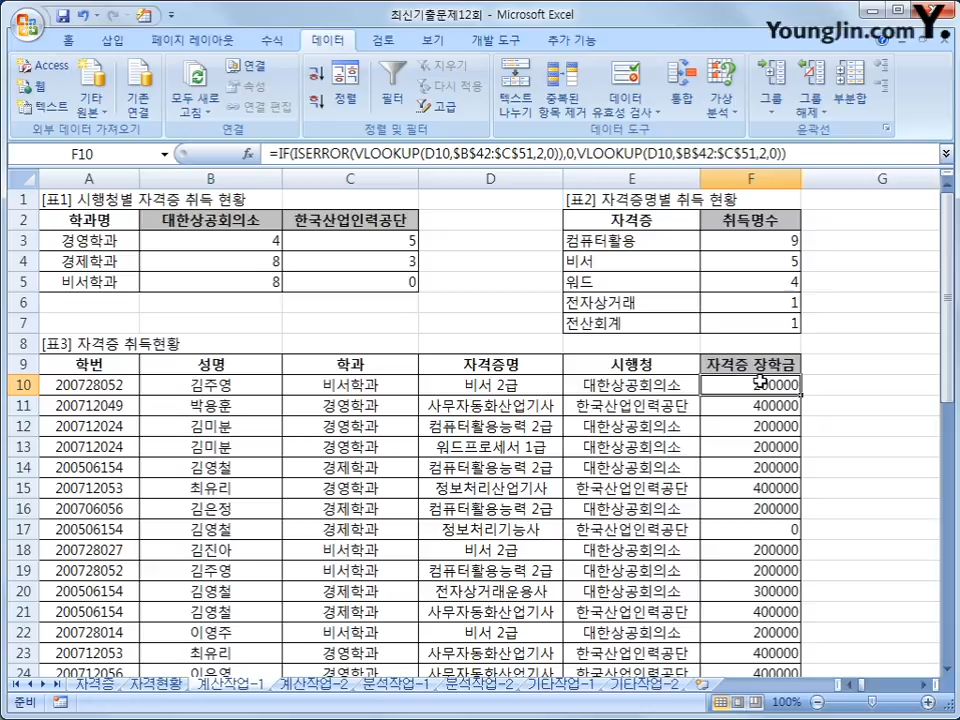 최신기출문제12회 - Microsoft Excel
YoungJin.com Y.
홈 삽입 페이지 레이아웃 수식 데이터 검토 보기 개발 도구 추가 기능
Access 웹 텍스트 기타 원본 기존 연결 모두 새로 고침 연결 속성 연결 편집 정렬 필터 지우기 다시 적용 고급 텍스트 나누기 중복된 항목 제거 데이터 유효성 검사 통합 가상 분석 그룹 그룹 해제 부분합
외부 데이터 가져오기 연결 정렬 및 필터 데이터 도구 윤곽선
F10 fx =IF(ISERROR(VLOOKUP(D10,$B$42:$C$51,2,0)),0,VLOOKUP(D10,$B$42:$C$51,2,0))
A B C D E F G
1 [표1] 시행청별 자격증 취득 현황 [표2] 자격증명별 취득 현황
2 학과명 대한상공회의소 한국산업인력공단 자격증 취득명수
3 경영학과 4 5 컴퓨터활용 9
4 경제학과 8 3 비서 5
5 비서학과 8 0 워드 4
6 전자상거래 1
7 전산회계 1
8 [표3] 자격증 취득현황
9 학번 성명 학과 자격증명 시행청 자격증 장학금
10 200728052 김주영 비서학과 비서 2급 대한상공회의소 200000
11 200712049 박용훈 경영학과 사무자동화산업기사 한국산업인력공단 400000
12 200712024 김미분 경영학과 컴퓨터활용능력 2급 대한상공회의소 200000
13 200712024 김미분 경영학과 워드프로세서 1급 대한상공회의소 200000
14 200506154 김영철 경제학과 컴퓨터활용능력 2급 대한상공회의소 200000
15 200712053 최유리 경영학과 정보처리산업기사 한국산업인력공단 400000
16 200706056 김은정 경제학과 컴퓨터활용능력 2급 대한상공회의소 200000
17 200506154 김영철 경제학과 정보처리기능사 한국산업인력공단 0
18 200728027 김진아 비서학과 비서 2급 대한상공회의소 200000
19 200728052 김주영 비서학과 컴퓨터활용능력 2급 대한상공회의소 200000
20 200506154 김영철 경제학과 전자상거래운용사 대한상공회의소 300000
21 200506154 김영철 경제학과 사무자동화산업기사 한국산업인력공단 400000
22 200728014 이영주 비서학과 비서 2급 대한상공회의소 200000
23 200712053 최유리 경영학과 사무자동화산업기사 한국산업인력공단 400000
24 200712056 경영학과 컴퓨터활용능력 2급 대한상공회의소 200000
자격증 자격현황 계산작업-1 계산작업-2 분석작업-1 분석작업-2 기타작업-1 기타작업-2
준비 100%